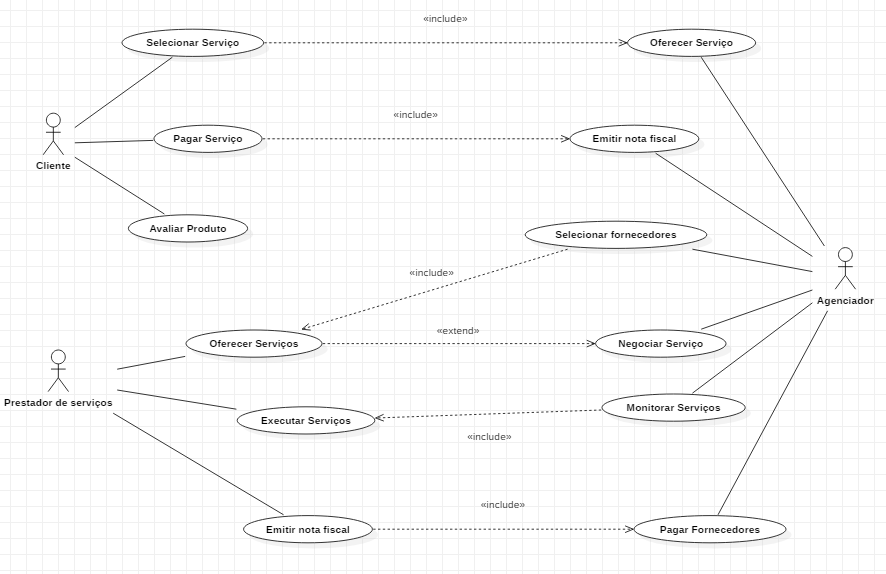 «include»
Selecionar Serviço
Oferecer Serviço
«include»
Pagar Serviço
Emitir nota fiscal
Cliente
Avaliar Produto
Selecionar fornecedores
«include»
Agenciador
«extend»
Oferecer Serviços
Negociar Serviço
Prestador de serviços
Monitorar Serviços
Executar Serviços
«include»
«include»
Emitir nota fiscal
Pagar Fornecedores